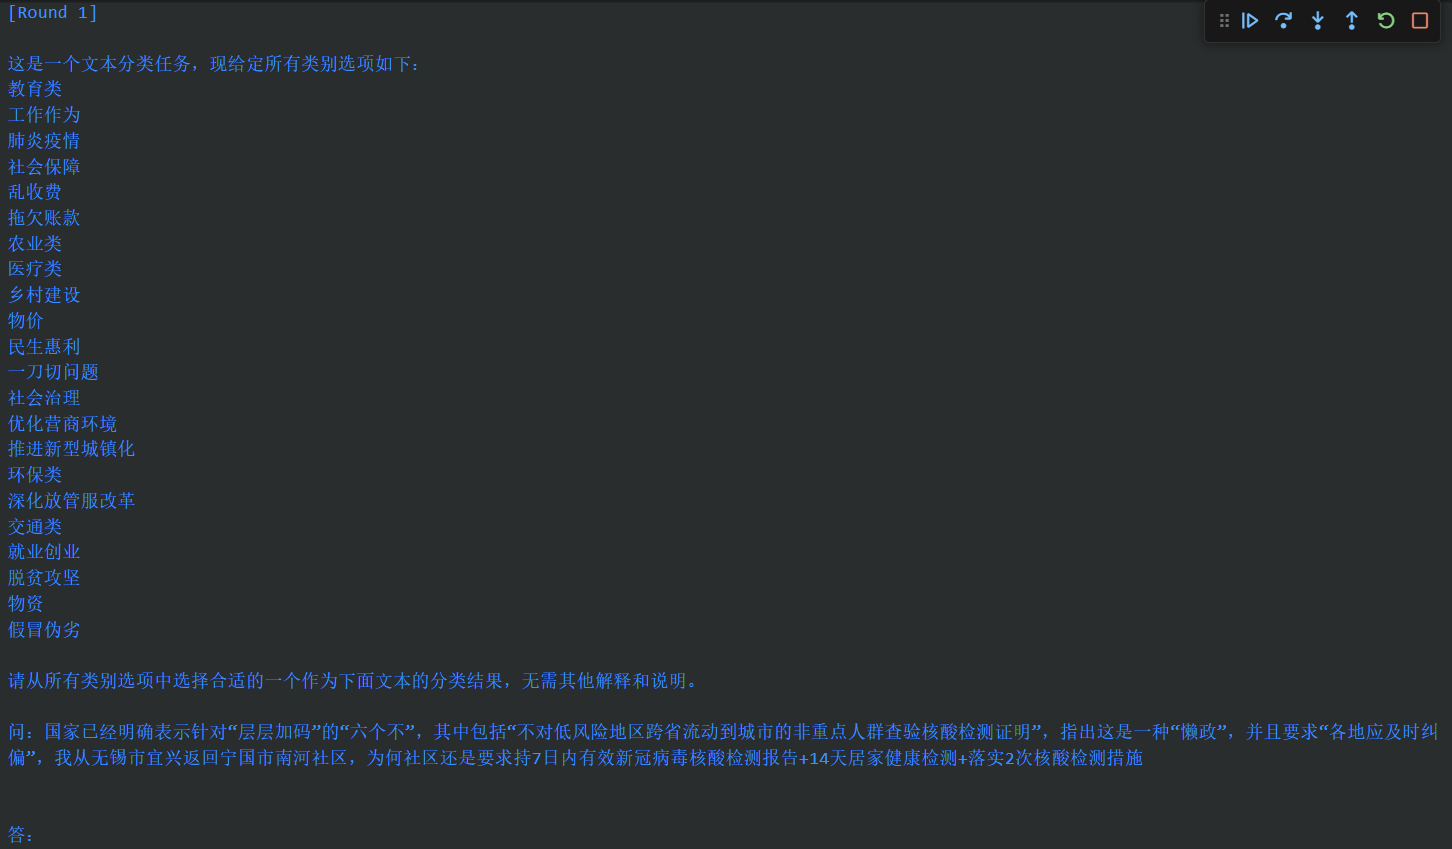 [Round 1]
这是一个文本分类任务，现给定所有类别选项如下：
教育类
工作作为
肺炎疫情
社会保障
乱收费
拖欠账款
农业类
医疗类
乡村建设
物价
民生惠利
一刀切问题
社会治理
优化营商环境
推进新型城镇化
环保类
深化放管服改革
交通类
就业创业
脱贫攻坚
物资
假冒伪劣
请从所有类别选项中选择合适的一个作为下面文本的分类结果，无需其他解释和说明。
问：国家已经明确表示针对“层层加码”的“六个不”，其中包括“不对低风险地区跨省流动到城市的非重点人群查验核酸检测证明”，指出这是一种“懒政”，并且要求“各地应及时纠
偏”，我从无锡市宜兴返回宁国市南河社区，为何社区还是要求持7日内有效新冠病毒核酸检测报告+14天居家健康检测+落实2次核酸检测措施
答：